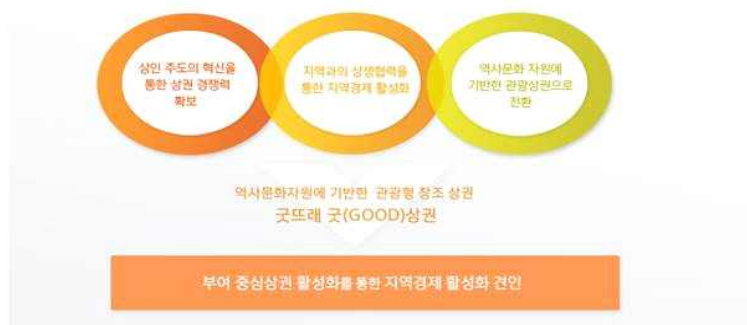 상인 주도의 혁신을
통한 상권 경쟁력
확보
지역과의 상생협력을
통한 지역경제 활성화
역사문화 자원에
기반한 관광상권으로
전환
역사문화자원에 기반한 관광형 창조 상권
굿뜨래 굿(GOOD)상권
부여 중심상권 활성화를 통한 지역경제 활성화 견인